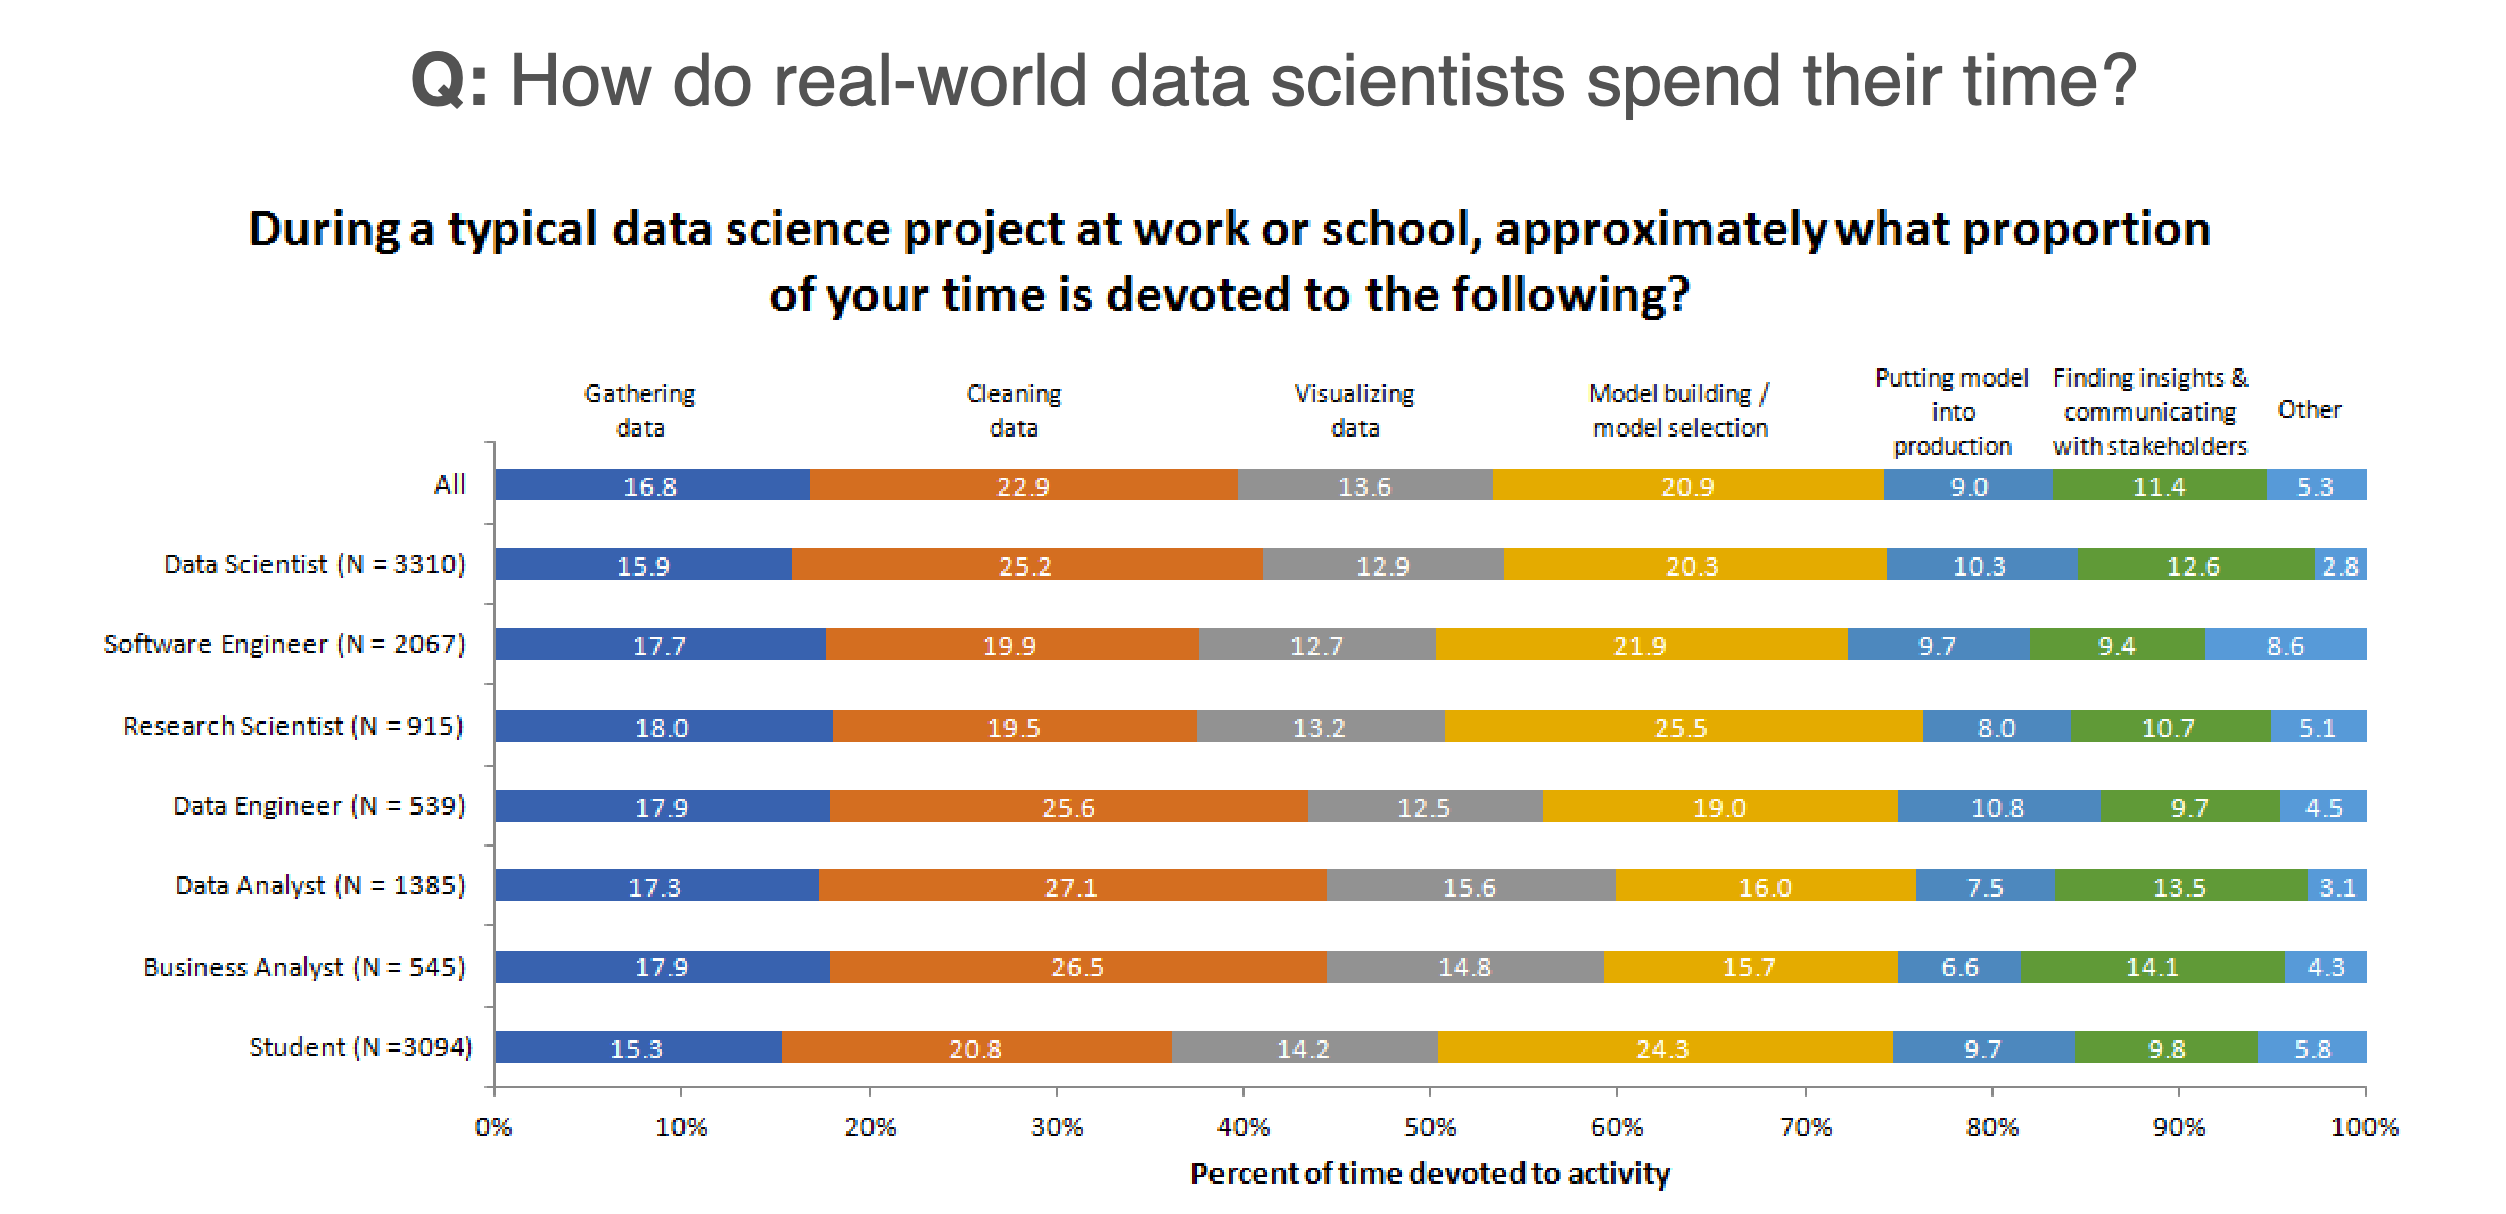 Q: How do real-world data scientists spend their time?
During a typical data science project at work or school, approximately what proportion
of your time is devoted to the following?
Gathering
data
Cleaning
data
Visualizing
data
Model building /
model selection
Putting model
into
production
Finding insights &
communicating
with stakeholders
Other
All 16.8 22.9 13.6 20.9 9.0 11.4 5.3
Data Scientist (N = 3310) 15.9 25.2 12.9 20.3 10.3 12.6 2.8
Software Engineer (N = 2067) 17.7 19.9 12.7 21.9 9.7 9.4 8.6
Research Scientist (N = 915) 18.0 19.5 13.2 25.5 8.0 10.7 5.1
Data Engineer (N = 539) 17.9 25.6 12.5 19.0 10.8 9.7 4.5
Data Analyst (N = 1385) 17.3 27.1 15.6 16.0 7.5 13.5 3.1
Business Analyst (N = 545) 17.9 26.5 14.8 15.7 6.6 14.1 4.3
Student (N =3094) 15.3 20.8 14.2 24.3 9.7 9.8 5.8
0% 10% 20% 30% 40% 50% 60% 70% 80% 90% 100%
Percent of time devoted to activity